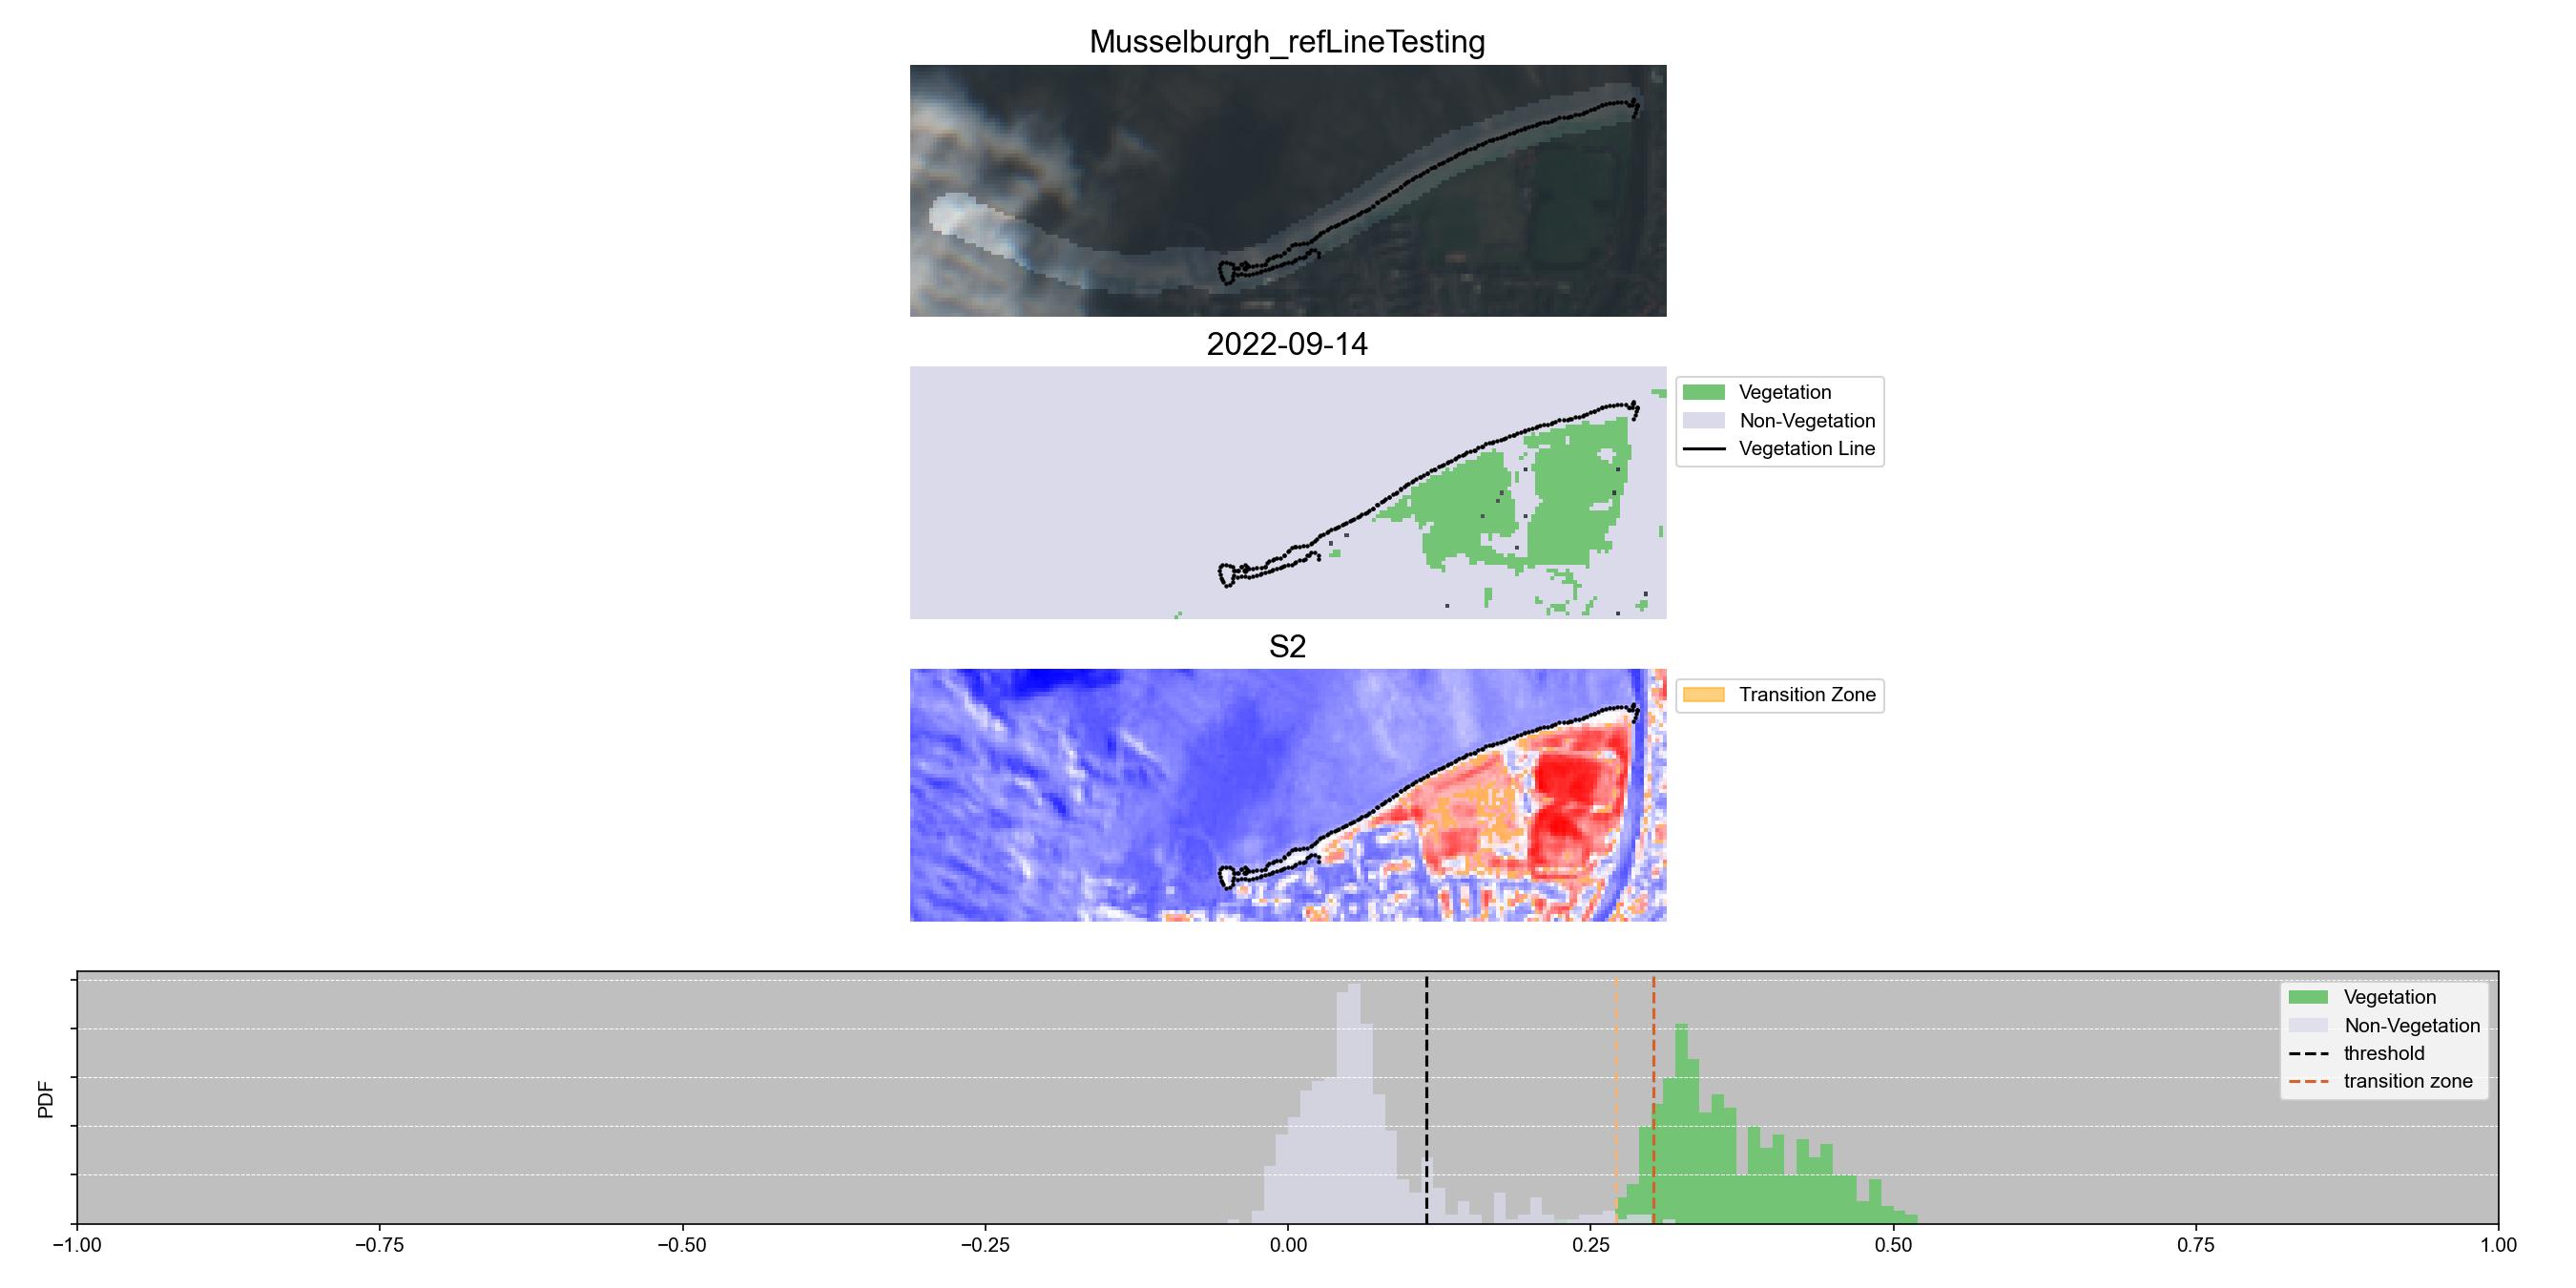 Musselburgh_refLineTesting
2022-09-14
Vegetation
Non-Vegetation
Vegetation Line
S2
Transition Zone
PDF
Vegetation
Non-Vegetation
threshold
transition zone
−1.00 −0.75 −0.50 −0.25 0.00 0.25 0.50 0.75 1.00